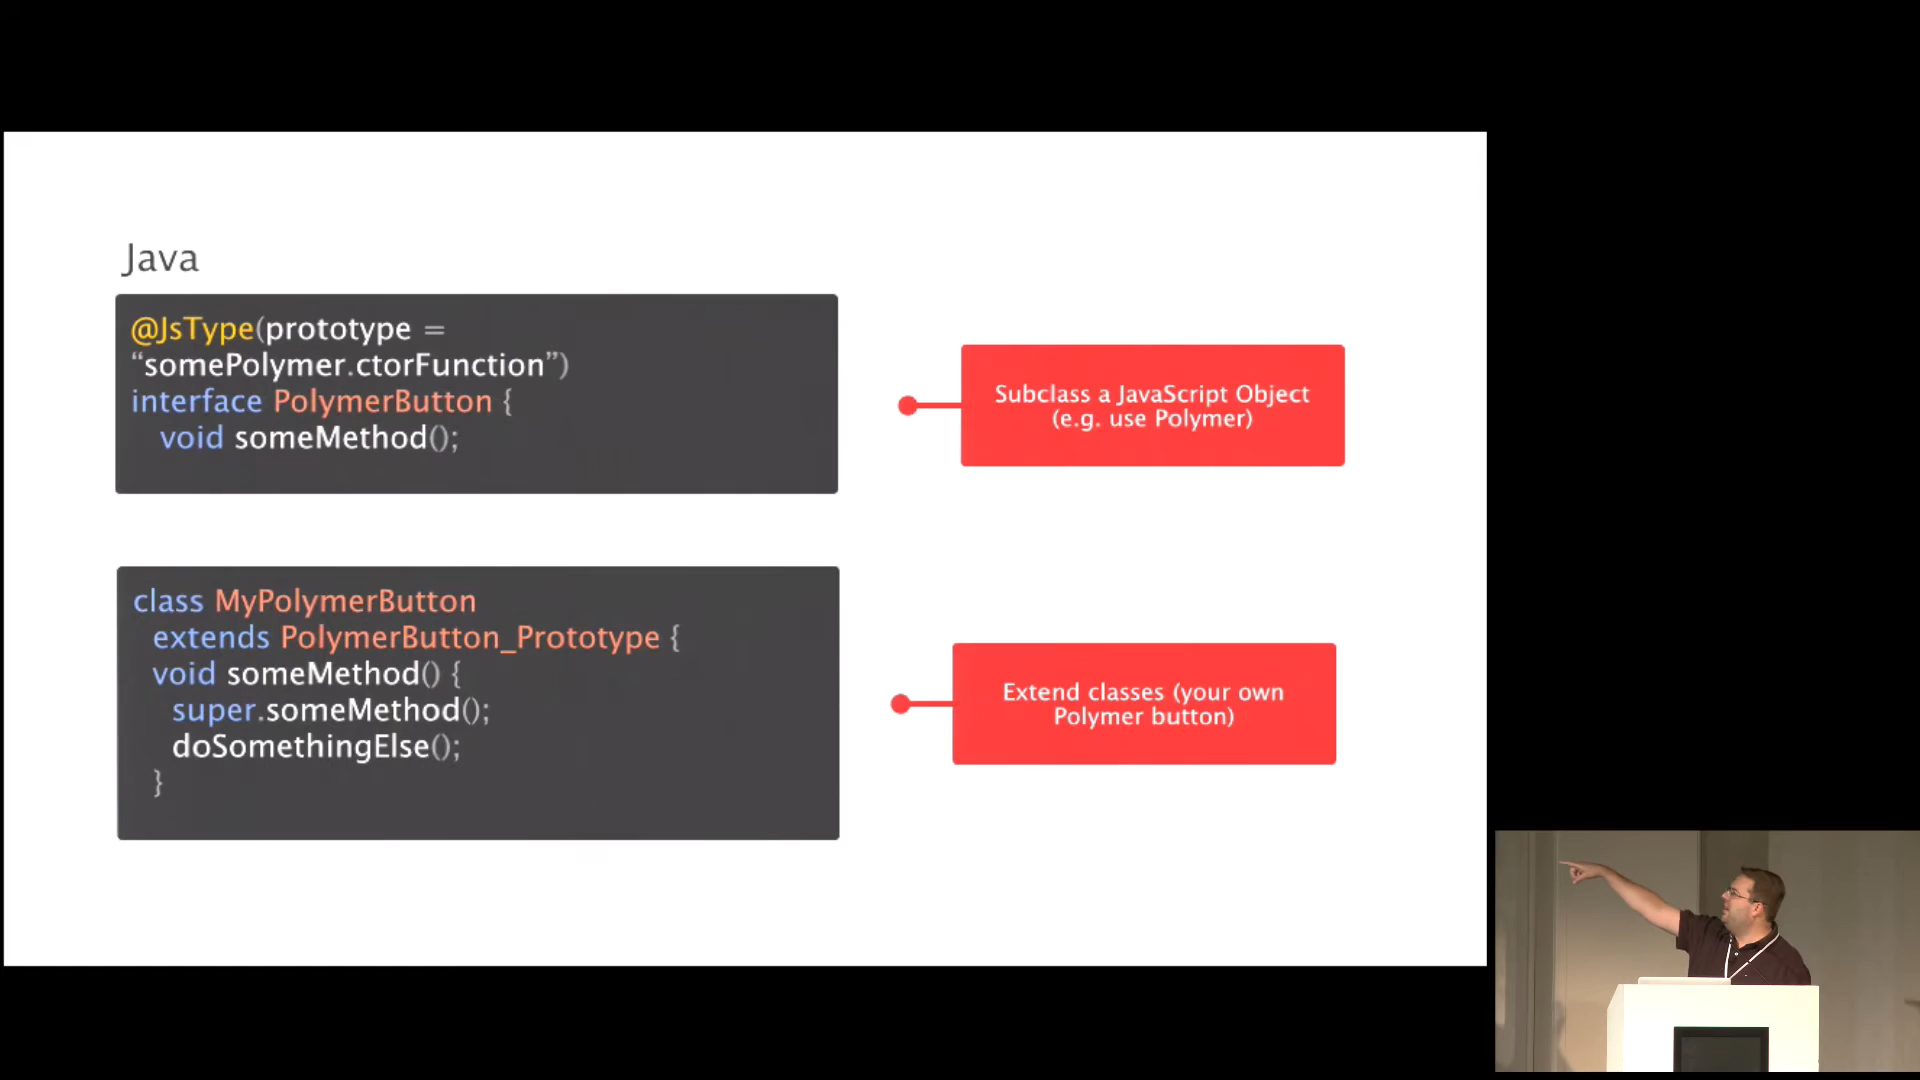 Java
@JsType(prototype =
“somePolymer.ctorFunction”)
interface PolymerButton {
void someMethod();
Subclass a JavaScript Object
(e.g. use Polymer)
class MyPolymerButton
extends PolymerButton_Prototype {
void someMethod() {
super.someMethod();
doSomethingElse();
}
Extend classes (your own
Polymer button)